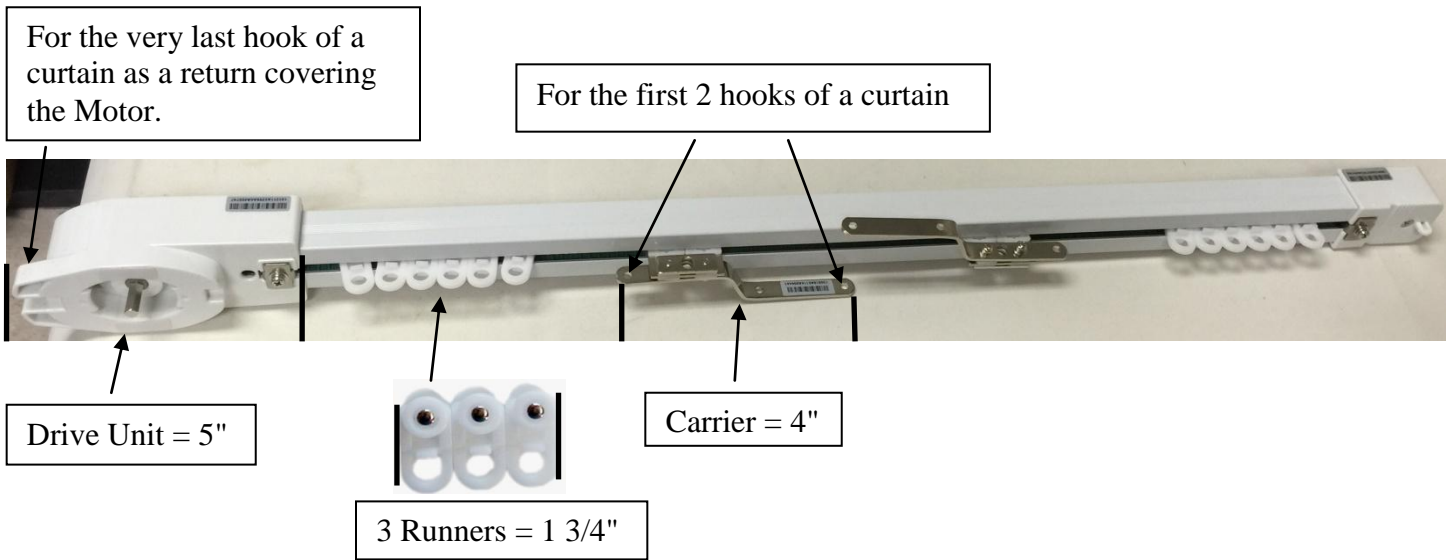 For the very last hook of a
curtain as a return covering
the Motor.
For the first 2 hooks of a curtain
Drive Unit = 5"
Carrier = 4"
3 Runners = 1 3/4"